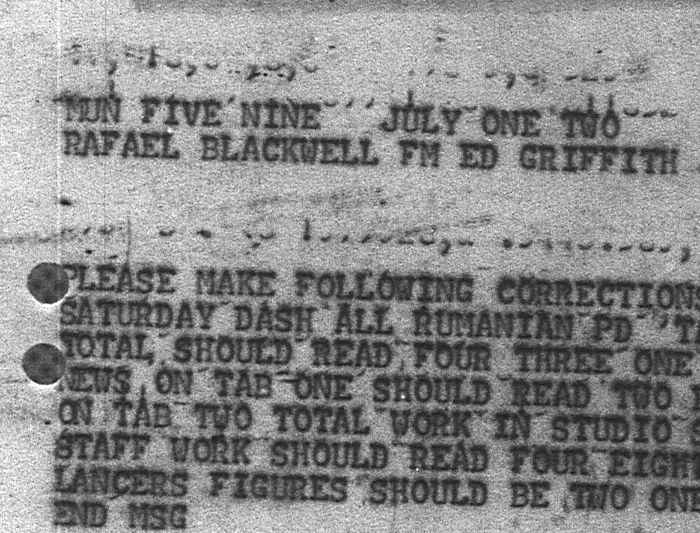 MUN FIVE NINE JULY ONE TWO
RAFAEL BLACKWELL FM ED GRIFFITH
PLEASE MAKE FOLLOWING CORRECTIONS
SATURDAY DASH ALL RUMANIAN PD
TOTAL SHOULD READ FOUR THREE ONE
NEWS ON TAB ONE SHOULD READ TWO
ON TAB TWO TOTAL WORK IN STUDIO
STAFF WORK SHOULD READ FOUR EIGH
LANCERS FIGURES SHOULD BE TWO ONE
END MSG